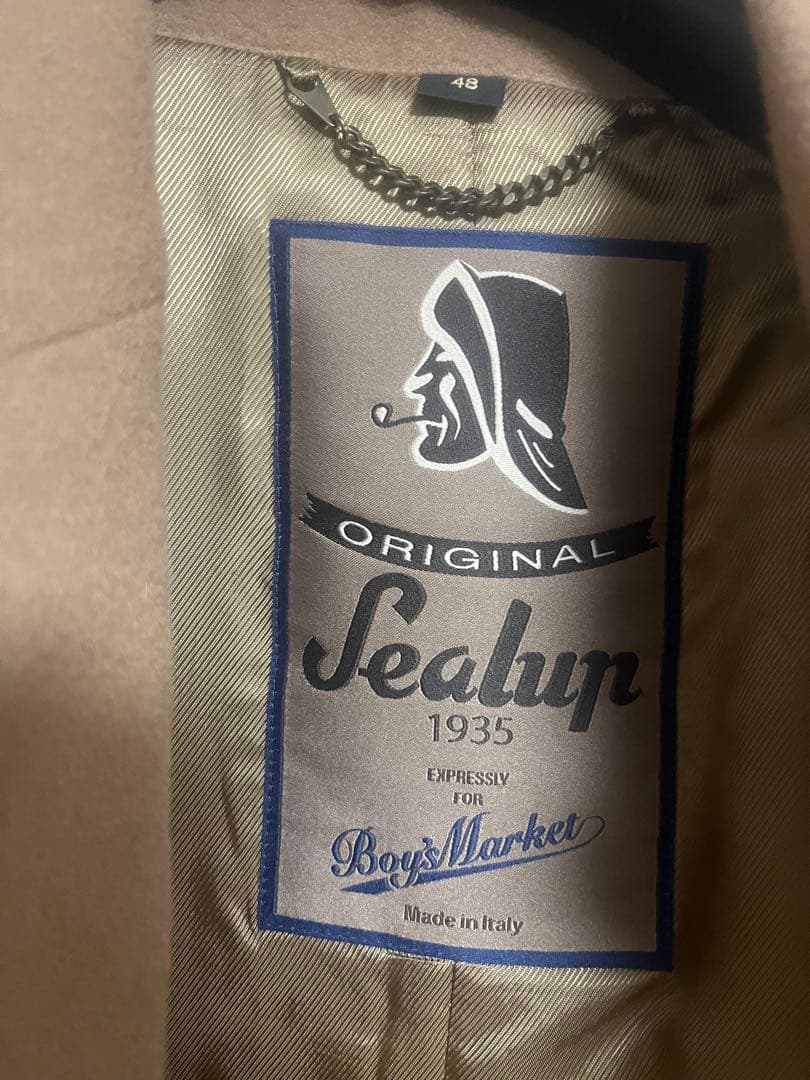 48
ORIGINAL
Sealup
1935
EXPRESSLY
FOR
Boy's Market
Made in Italy